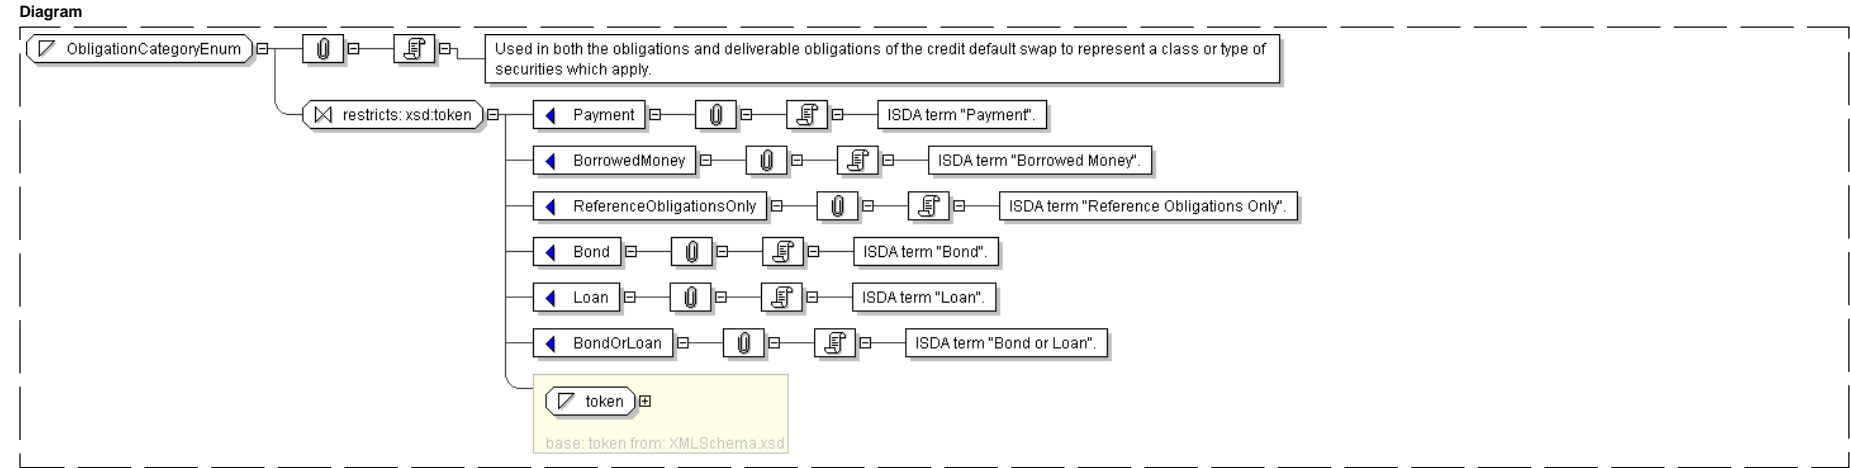 Diagram
ObligationCategoryEnum
Used in both the obligations and deliverable obligations of the credit default swap to represent a class or type of
securities which apply.
restricts: xsd:token
Payment
ISDA term "Payment".
BorrowedMoney
ISDA term "Borrowed Money".
ReferenceObligationsOnly
ISDA term "Reference Obligations Only".
Bond
ISDA term "Bond".
Loan
ISDA term "Loan".
BondOrLoan
ISDA term "Bond or Loan".
token
base: token from: XMLSchema.xsd